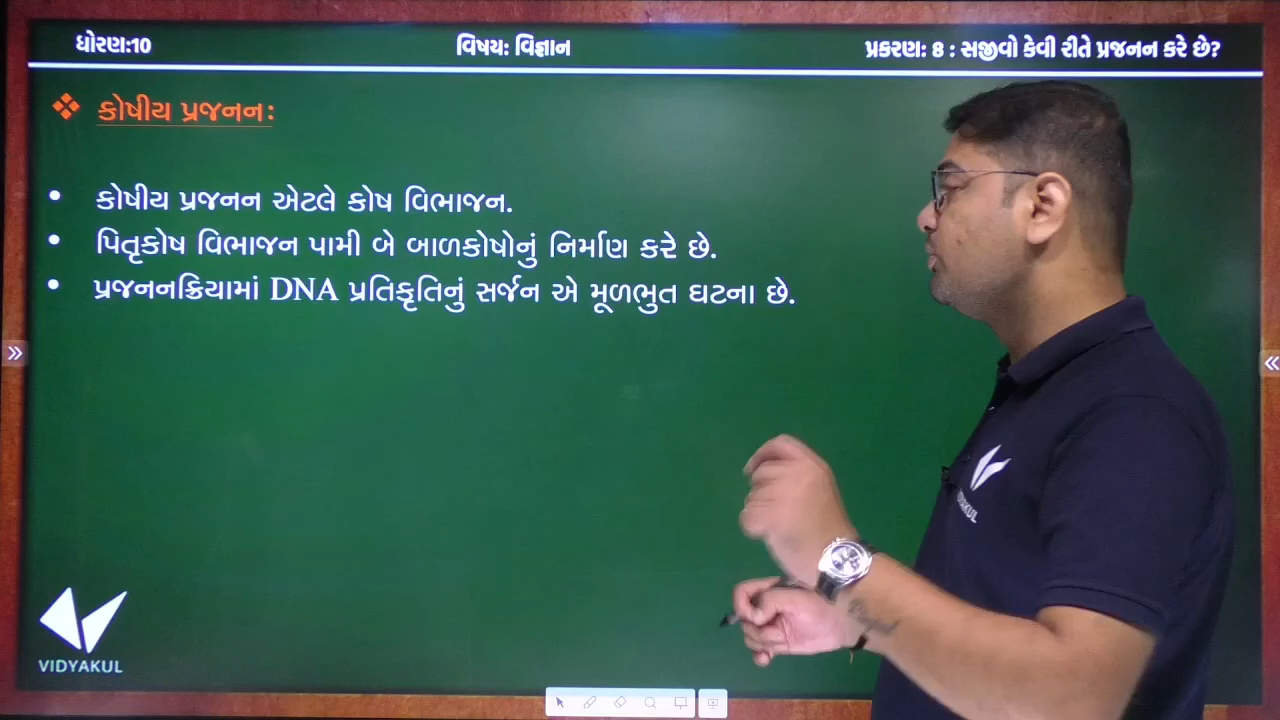 ધોરણ:10
વિષય: વિજ્ઞાન
પ્રકરણ: 8 : સજીવો કેવી રીતે પ્રજનન કરે છે?
કોષીય પ્રજનન:
• કોષીય પ્રજનન એટલે કોષ વિભાજન.
• પિતૃકોષ વિભાજન પામી બે બાળકોષોનું નિર્માણ કરે છે.
• પ્રજનનક્રિયામાં DNA પ્રતિકૃતિનું સર્જન એ મૂળભુત ઘટના છે.
VIDYAKUL